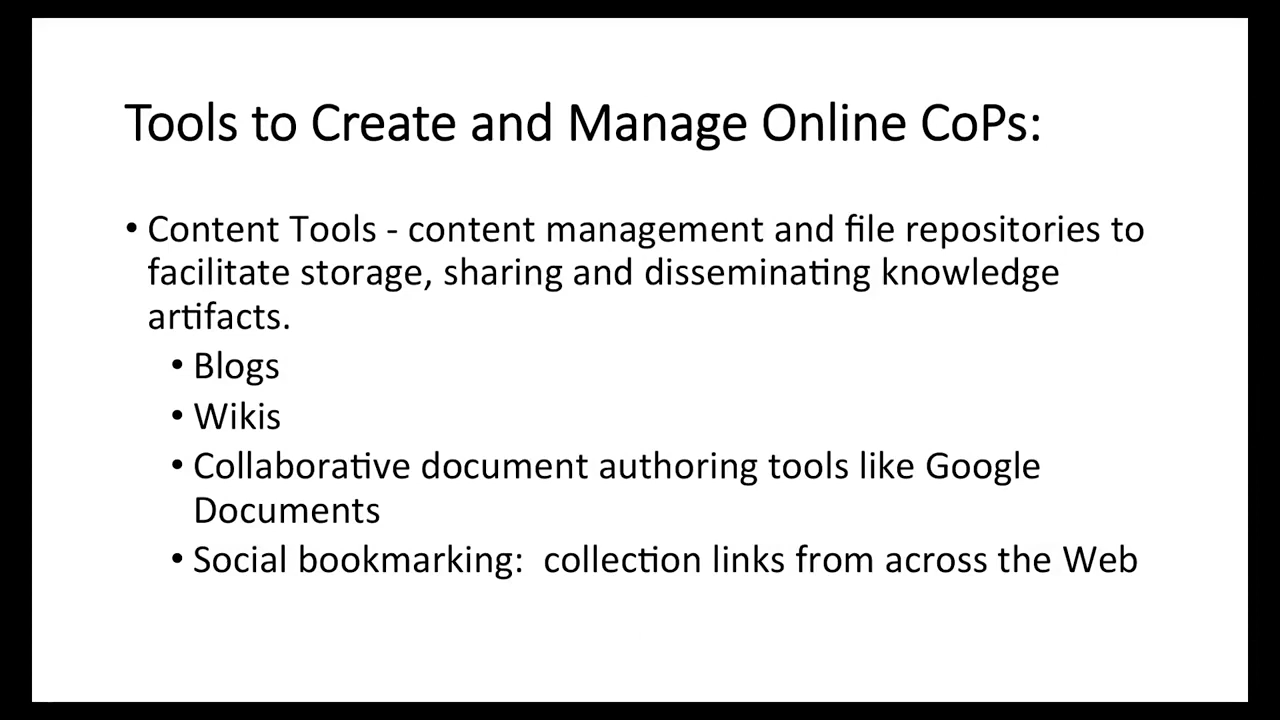 Tools to Create and Manage Online CoPs:
• Content Tools - content management and file repositories to
facilitate storage, sharing and disseminating knowledge
artifacts.
• Blogs
• Wikis
• Collaborative document authoring tools like Google
Documents
• Social bookmarking:  collection links from across the Web